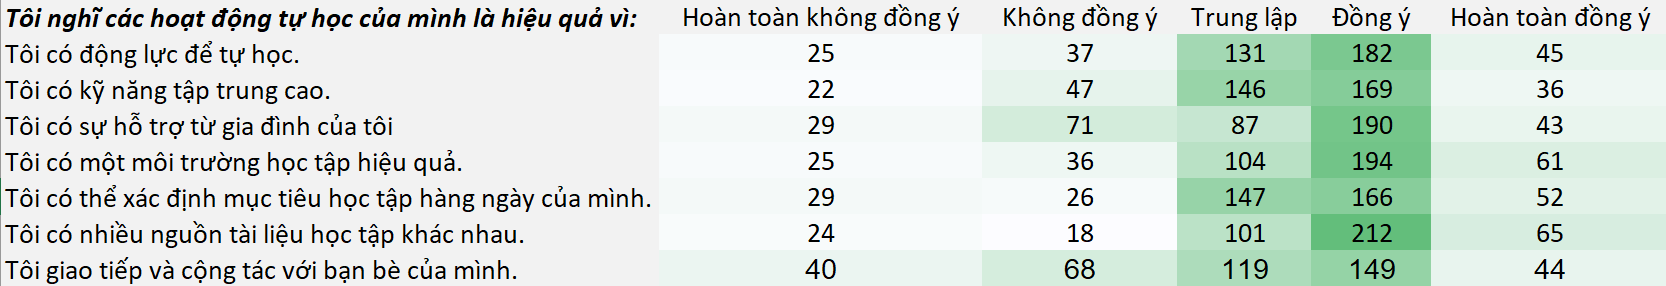 Tôi nghĩ các hoạt động tự học của mình là hiệu quả vì: Hoàn toàn không đồng ý Không đồng ý Trung lập Đồng ý Hoàn toàn đồng ý
Tôi có động lực để tự học. 25 37 131 182 45
Tôi có kỹ năng tập trung cao. 22 47 146 169 36
Tôi có sự hỗ trợ từ gia đình của tôi 29 71 87 190 43
Tôi có một môi trường học tập hiệu quả. 25 36 104 194 61
Tôi có thể xác định mục tiêu học tập hàng ngày của mình. 29 26 147 166 52
Tôi có nhiều nguồn tài liệu học tập khác nhau. 24 18 101 212 65
Tôi giao tiếp và cộng tác với bạn bè của mình. 40 68 119 149 44